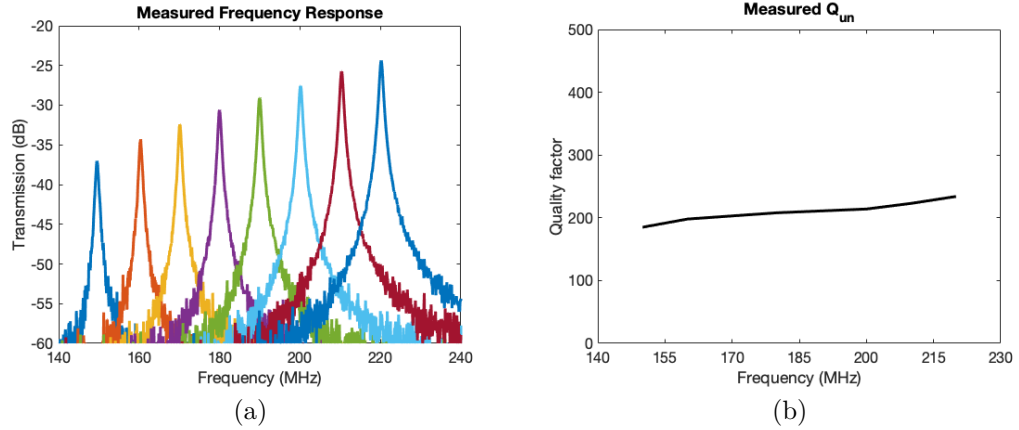 Measured Frequency Response
-20
-25
-30
-35
-40
-45
-50
-55
-60
Transmission (dB)
140 160 180 200 220 240
Frequency (MHz)
(a)
Measured Qun
500
400
300
200
100
0
Quality factor
140 155 170 185 200 215 230
Frequency (MHz)
(b)